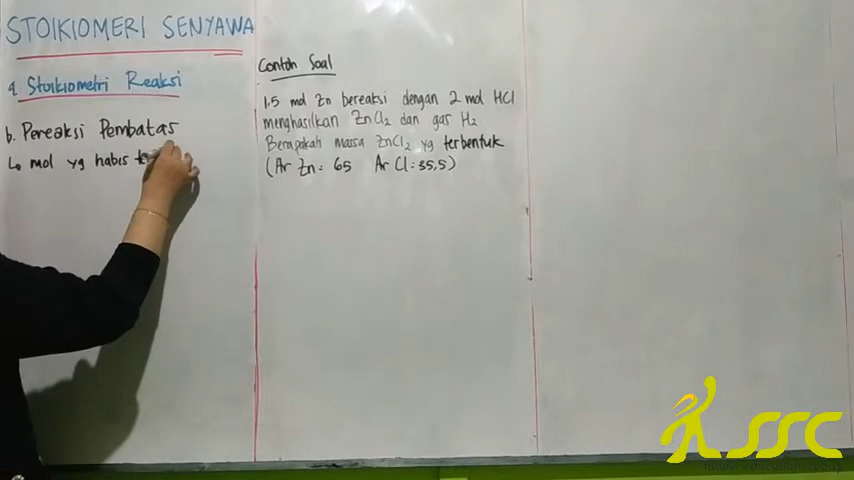 STOIKIOMERI SENYAWA
a. Stoikiometri Reaksi
b. Pereaksi Pembatas
↳ mol yg habis
Contoh Soal
1.5 mol Zn bereaksi dengan 2 mol HCl
menghasilkan ZnCl2 dan gas H2
Berapakah massa ZnCl2 yg terbentuk
(Ar Zn = 65 Ar Cl = 35,5)
SSC